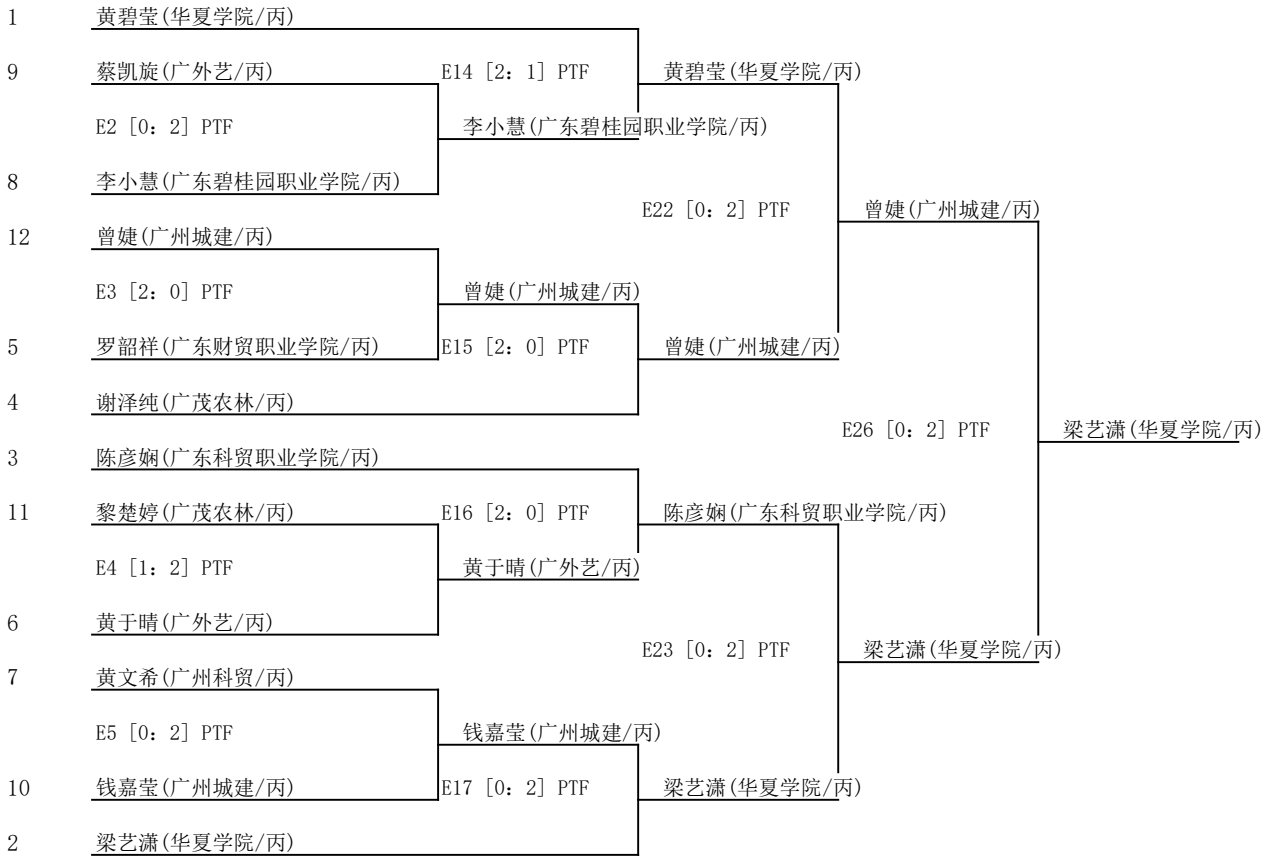 1 黄碧莹(华夏学院/丙)
9 蔡凯旋(广外艺/丙) E14 [2: 1] PTF 黄碧莹(华夏学院/丙)
E2 [0: 2] PTF 李小慧(广东碧桂园职业学院/丙)
8 李小慧(广东碧桂园职业学院/丙)
E22 [0: 2] PTF 曾婕(广州城建/丙)
12 曾婕(广州城建/丙)
E3 [2: 0] PTF 曾婕(广州城建/丙)
5 罗韶祥(广东财贸职业学院/丙) E15 [2: 0] PTF 曾婕(广州城建/丙)
4 谢泽纯(广茂农林/丙)
E26 [0: 2] PTF 梁艺潇(华夏学院/丙)
3 陈彦娴(广东科贸职业学院/丙)
11 黎楚婷(广茂农林/丙) E16 [2: 0] PTF 陈彦娴(广东科贸职业学院/丙)
E4 [1: 2] PTF 黄于晴(广外艺/丙)
6 黄于晴(广外艺/丙)
E23 [0: 2] PTF 梁艺潇(华夏学院/丙)
7 黄文希(广州科贸/丙)
E5 [0: 2] PTF 钱嘉莹(广州城建/丙)
10 钱嘉莹(广州城建/丙) E17 [0: 2] PTF 梁艺潇(华夏学院/丙)
2 梁艺潇(华夏学院/丙)